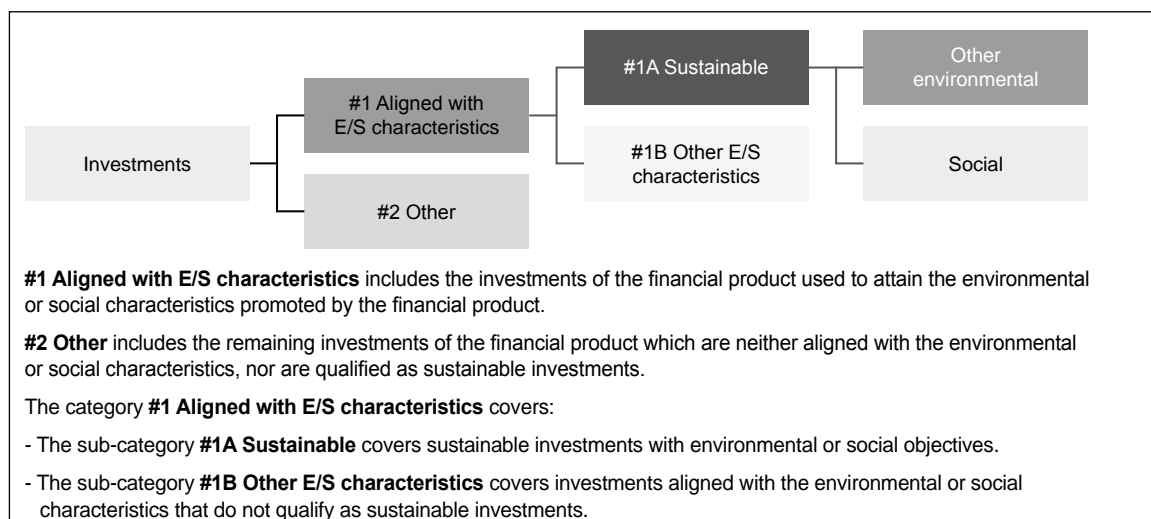 #1A Sustainable
Other
environmental
#1 Aligned with
E/S characteristics
Investments
#1B Other E/S
characteristics
Social
#2 Other
#1 Aligned with E/S characteristics includes the investments of the financial product used to attain the environmental
or social characteristics promoted by the financial product.
#2 Other includes the remaining investments of the financial product which are neither aligned with the environmental
or social characteristics, nor are qualified as sustainable investments.
The category #1 Aligned with E/S characteristics covers:
- The sub-category #1A Sustainable covers sustainable investments with environmental or social objectives.
- The sub-category #1B Other E/S characteristics covers investments aligned with the environmental or social
characteristics that do not qualify as sustainable investments.